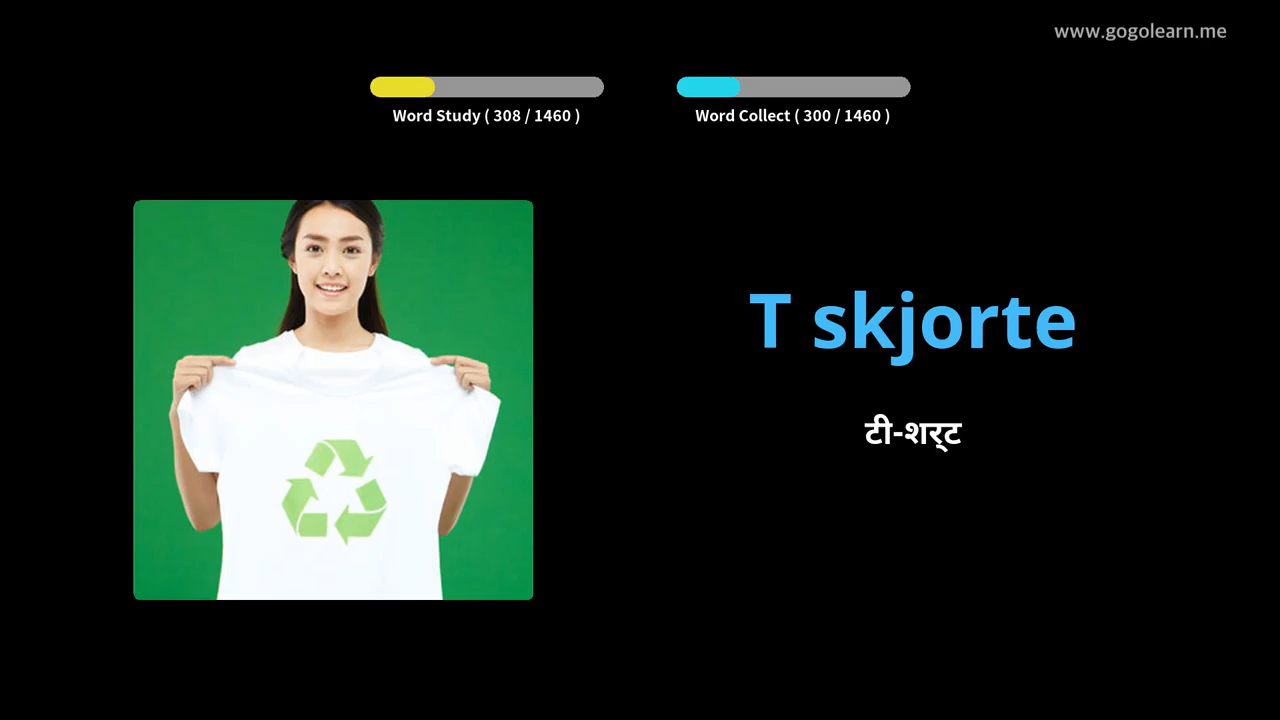 www.gogolearn.me
Word Study ( 308 / 1460 )
Word Collect ( 300 / 1460 )
T skjorte
टी-शर्ट